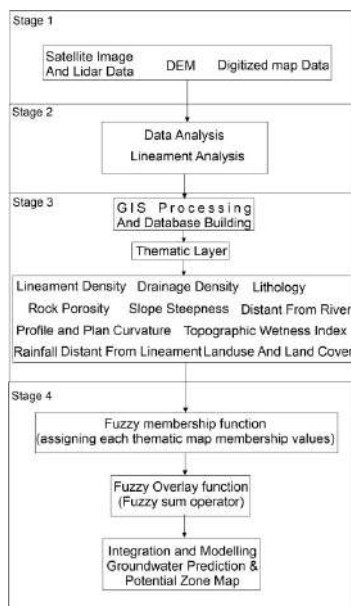 Stage 1
Satellite Image DEM Digitized map Data
And Lidar Data
Stage 2
Data Analysis
Lineament Analysis
Stage 3
GIS Processing
And Database Building
Thematic Layer
Lineament Density Drainage Density Lithology
Rock Porosity Slope Steepness Distant From River
Profile and Plan Curvature Topographic Wetness Index
Rainfall Distant From Lineament Landuse And Land Cover
Stage 4
Fuzzy membership function
(assigning each thematic map membership values)
Fuzzy Overlay function
(Fuzzy sum operator)
Integration and Modelling
Groundwater Prediction &
Potential Zone Map